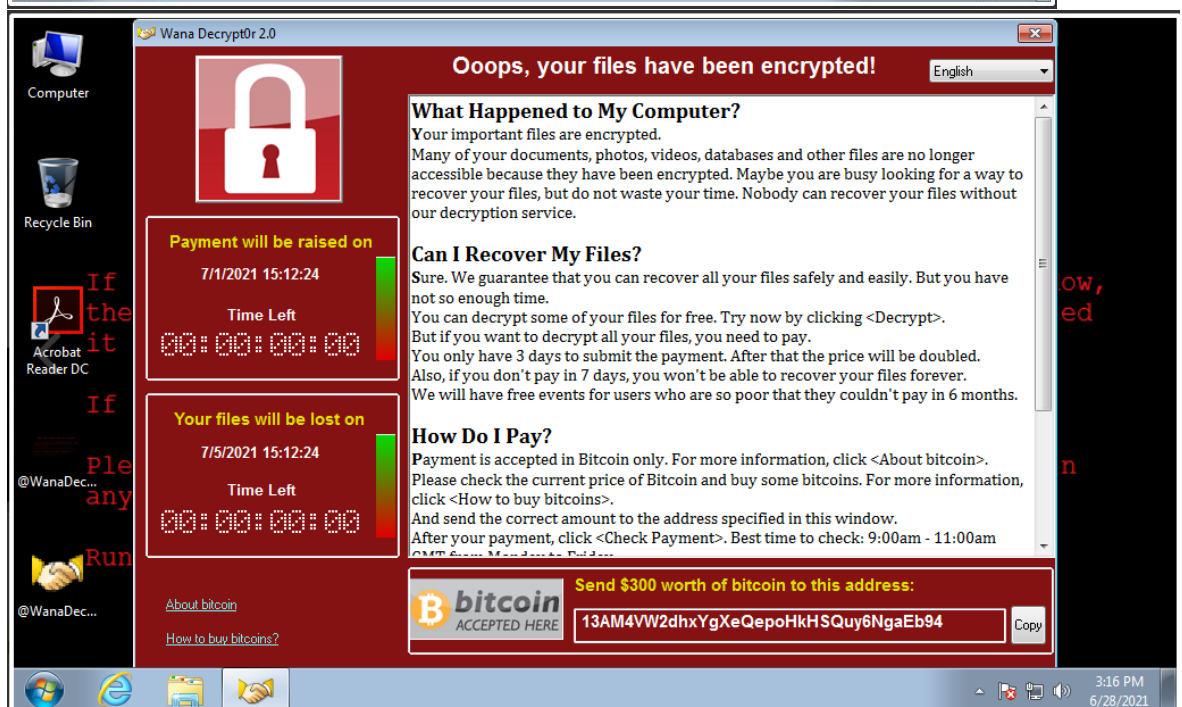 Wana Decrypt0r 2.0
Ooops, your files have been encrypted!
English
Computer
Recycle Bin
Acrobat
Reader DC
@WanaDec...
@WanaDec...
If
the
it
If
Ple
any
Run
ow,
ed
n
Payment will be raised on
7/1/2021 15:12:24
Time Left
00:00:00:00
Your files will be lost on
7/5/2021 15:12:24
Time Left
00:00:00:00
About bitcoin
How to buy bitcoins?
What Happened to My Computer?
Your important files are encrypted.
Many of your documents, photos, videos, databases and other files are no longer
accessible because they have been encrypted. Maybe you are busy looking for a way to
recover your files, but do not waste your time. Nobody can recover your files without
our decryption service.
Can I Recover My Files?
Sure. We guarantee that you can recover all your files safely and easily. But you have
not so enough time.
You can decrypt some of your files for free. Try now by clicking <Decrypt>.
But if you want to decrypt all your files, you need to pay.
You only have 3 days to submit the payment. After that the price will be doubled.
Also, if you don't pay in 7 days, you won't be able to recover your files forever.
We will have free events for users who are so poor that they couldn't pay in 6 months.
How Do I Pay?
Payment is accepted in Bitcoin only. For more information, click <About bitcoin>.
Please check the current price of Bitcoin and buy some bitcoins. For more information,
click <How to buy bitcoins>.
And send the correct amount to the address specified in this window.
After your payment, click <Check Payment>. Best time to check: 9:00am - 11:00am
GMT from Monday to Friday.
bitcoin
ACCEPTED HERE
Send $300 worth of bitcoin to this address:
13AM4VW2dhxYgXeQepoHkHSQuy6NgaEb94
Copy
3:16 PM
6/28/2021